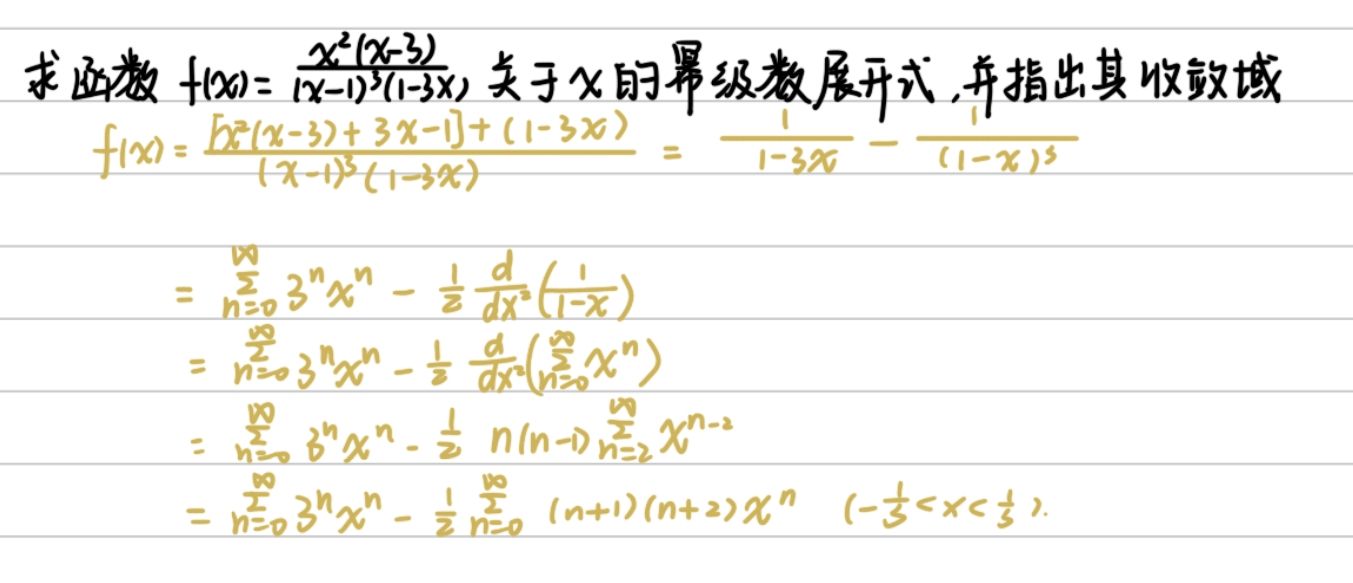 求函数 f(x)= \frac{x^2(x-3)}{(x-1)^3(1-3x)} 关于x的幂级数展开式,并指出其收敛域
f(x)= \frac{[x^2(x-3)+3x-1]+(1-3x)}{(x-1)^3(1-3x)} = \frac{1}{1-3x} - \frac{1}{(1-x)^3}
= \sum_{n=0}^{\infty} 3^n x^n - \frac{1}{2} \frac{d}{dx^2}(\frac{1}{1-x})
= \sum_{n=0}^{\infty} 3^n x^n - \frac{1}{2} \frac{d}{dx^2}(\sum_{n=0}^{\infty} x^n)
= \sum_{n=0}^{\infty} 3^n x^n - \frac{1}{2} n(n-1) \sum_{n=2}^{\infty} x^{n-2}
= \sum_{n=0}^{\infty} 3^n x^n - \frac{1}{2} \sum_{n=0}^{\infty} (n+1)(n+2)x^n (-\frac{1}{3}<x<\frac{1}{3}).